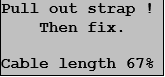 Pull out strap !
Then fix.
Cable length 67%